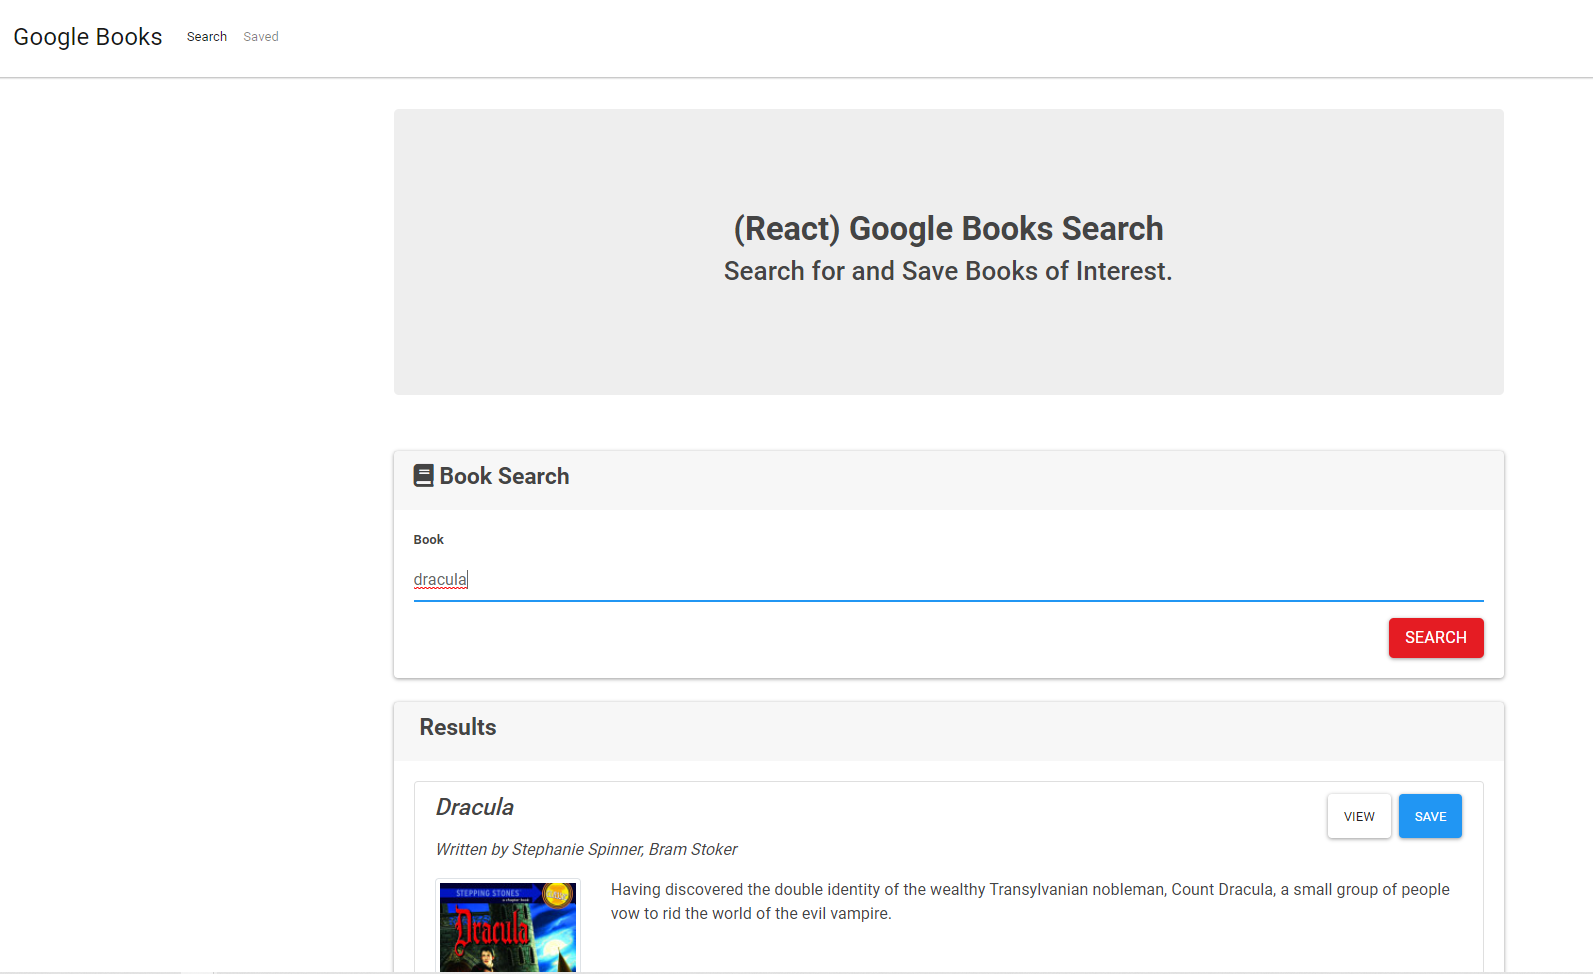 Google Books Search Saved
(React) Google Books Search
Search for and Save Books of Interest.
Book Search
Book
dracula
SEARCH
Results
Dracula
VIEW SAVE
Written by Stephanie Spinner, Bram Stoker
STEPPING STONES
a chapter book
Dracula
Having discovered the double identity of the wealthy Transylvanian nobleman, Count Dracula, a small group of people
vow to rid the world of the evil vampire.